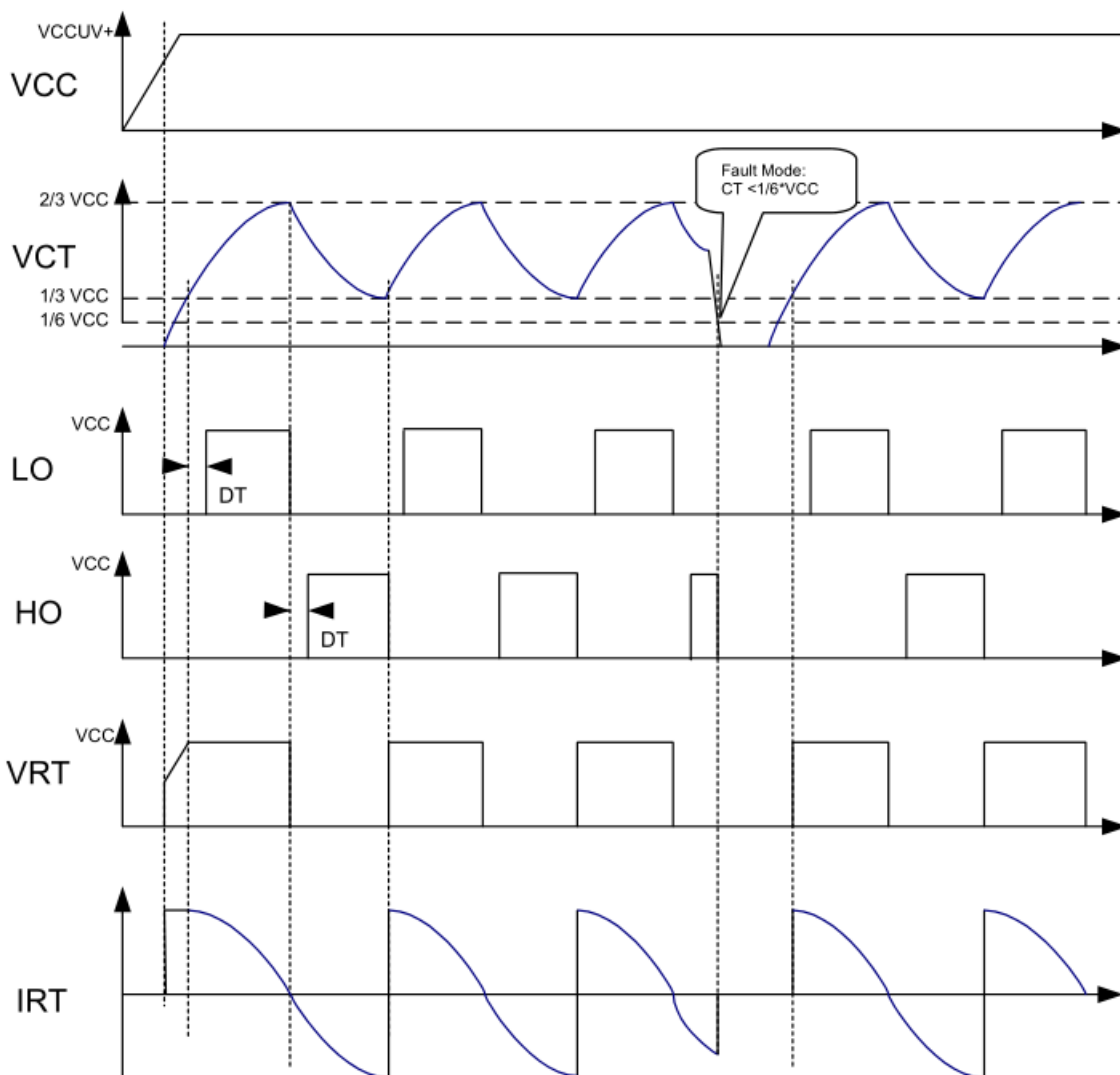 VCCUV+
VCC
Fault Mode:
CT <1/6*VCC
2/3 VCC
VCT
1/3 VCC
1/6 VCC
VCC
LO
DT
VCC
HO
DT
VCC
VRT
IRT